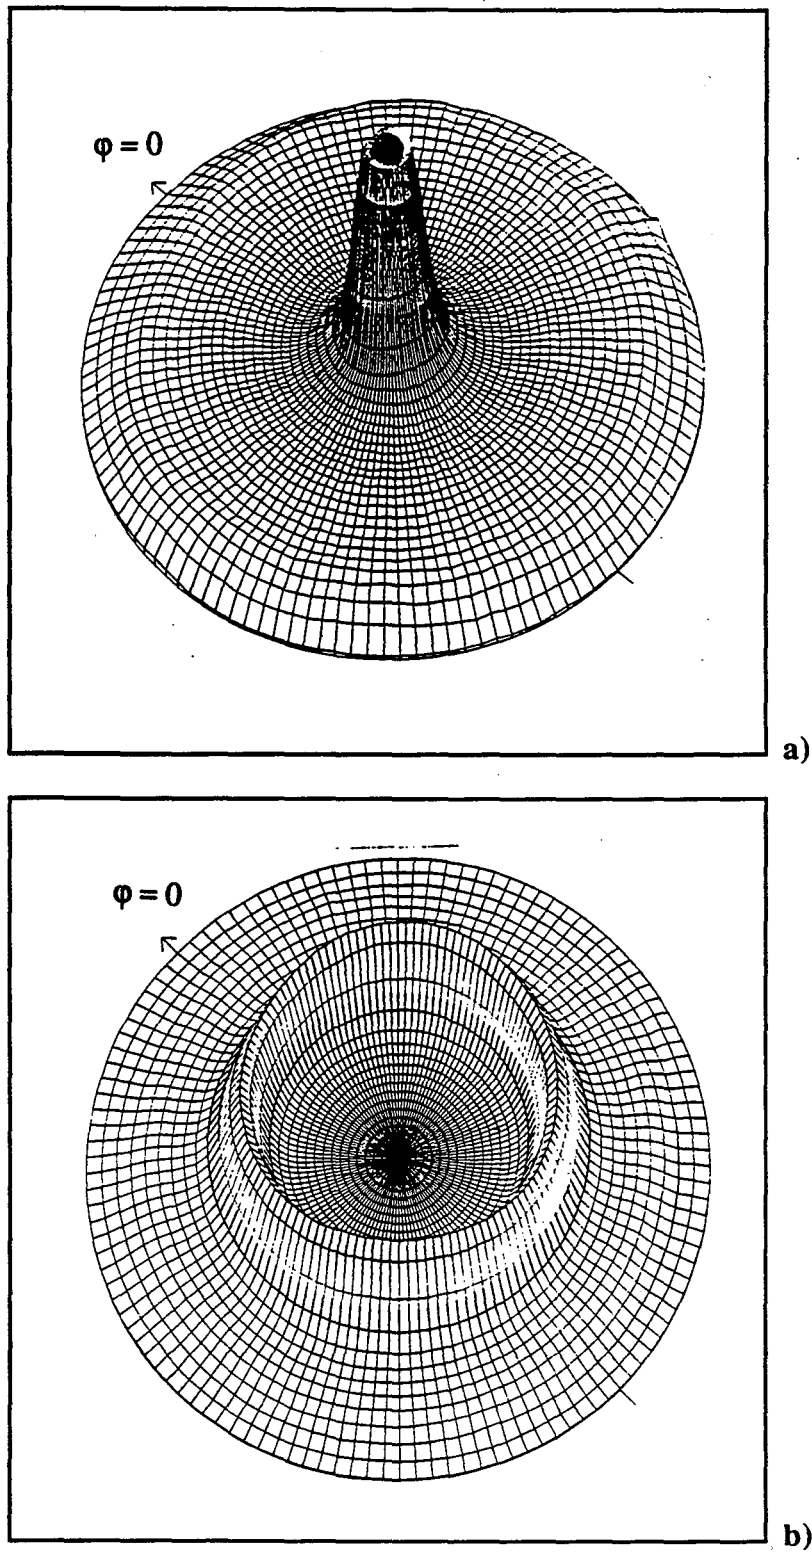 φ = 0
a)
φ = 0
b)